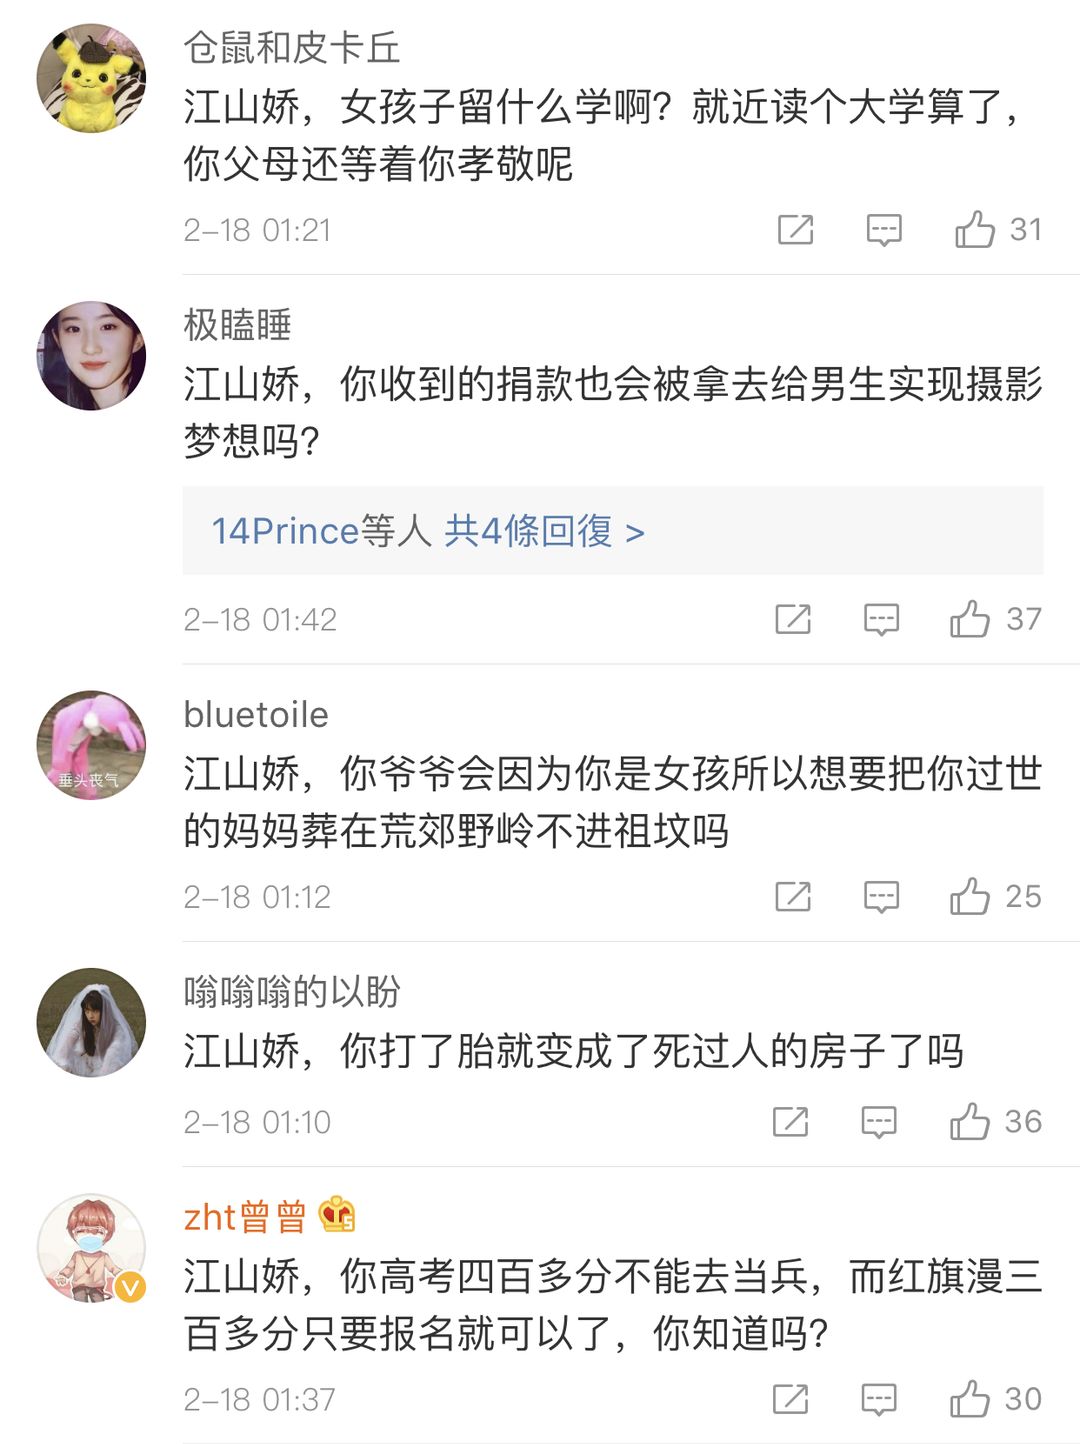 仓鼠和皮卡丘
江山娇，女孩子留什么学啊？就近读个大学算了，
你父母还等着你孝敬呢
2-18 01:21
31
极瞌睡
江山娇，你收到的捐款也会被拿去给男生实现摄影
梦想吗？
14Prince等人 共4條回復 >
2-18 01:42
37
bluetoile
垂头丧气
江山娇，你爷爷会因为你是女孩所以想要把你过世
的妈妈葬在荒郊野岭不进祖坟吗
2-18 01:12
25
嗡嗡嗡的以盼
江山娇，你打了胎就变成了死过人的房子了吗
2-18 01:10
36
zht曾曾
江山娇，你高考四百多分不能去当兵，而红旗漫三
百多分只要报名就可以了，你知道吗？
2-18 01:37
30